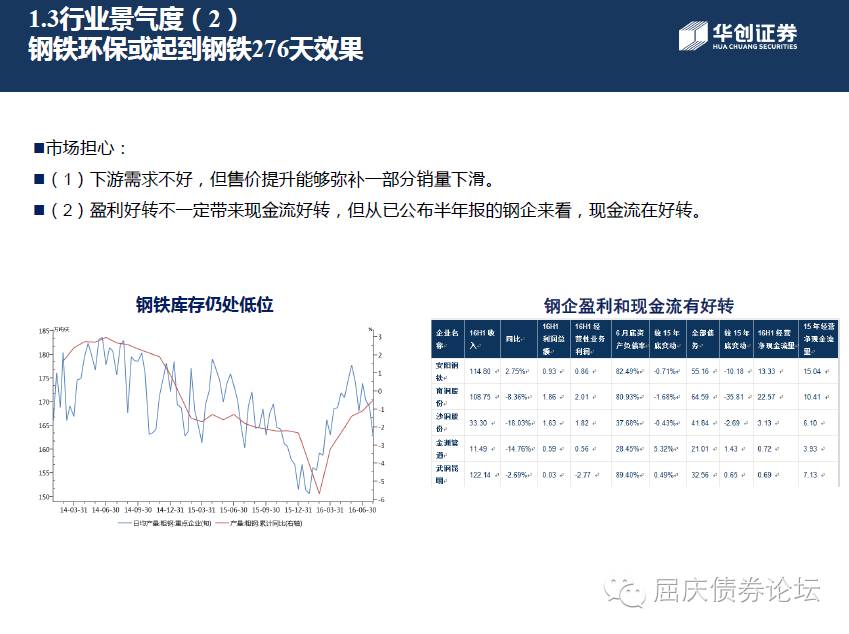 1.3行业景气度（2）
钢铁环保或起到钢铁276天效果
华创证券
HUA CHUANG SECURITIES
■市场担心：
■（1）下游需求不好，但售价提升能够弥补一部分销量下滑。
■（2）盈利好转不一定带来现金流好转，但从已公布半年报的钢企来看，现金流在好转。
钢铁库存仍处低位
185
180
175
170
165
160
155
150
3
2
1
0
-1
-2
-3
-4
-5
-6
14-03-31 14-06-30 14-09-30 14-12-31 15-03-31 15-06-30 15-09-30 15-12-31 16-03-31 16-06-30
日均产量:粗钢:重点企业(旬) 产量:粗钢:累计同比(右轴)
钢企盈利和现金流有好转
企业名称 16H1收入 同比 16H1利润总额 16H1经营性业务利润 6月底资产负债率 较15年底变动 全部债务 较15年底变动 16H1经营净现金流量 15年经营净现金流量
安阳钢铁 114.80 2.75% 0.93 0.86 82.49% -0.71% 55.16 -10.18 13.33 15.04
南钢股份 108.75 -8.36% 1.86 2.01 80.93% -1.68% 64.59 -35.81 22.57 10.41
沙钢股份 33.30 -18.03% 1.63 1.82 37.68% -0.43% 41.84 -2.69 3.13 6.10
金洲管道 11.49 -14.76% 0.59 0.56 28.45% 5.32% 21.01 1.43 0.72 3.93
武钢昆明 122.14 -2.69% 0.03 -2.77 89.40% 0.49% 32.56 0.65 0.69 7.13
屈庆债券论坛